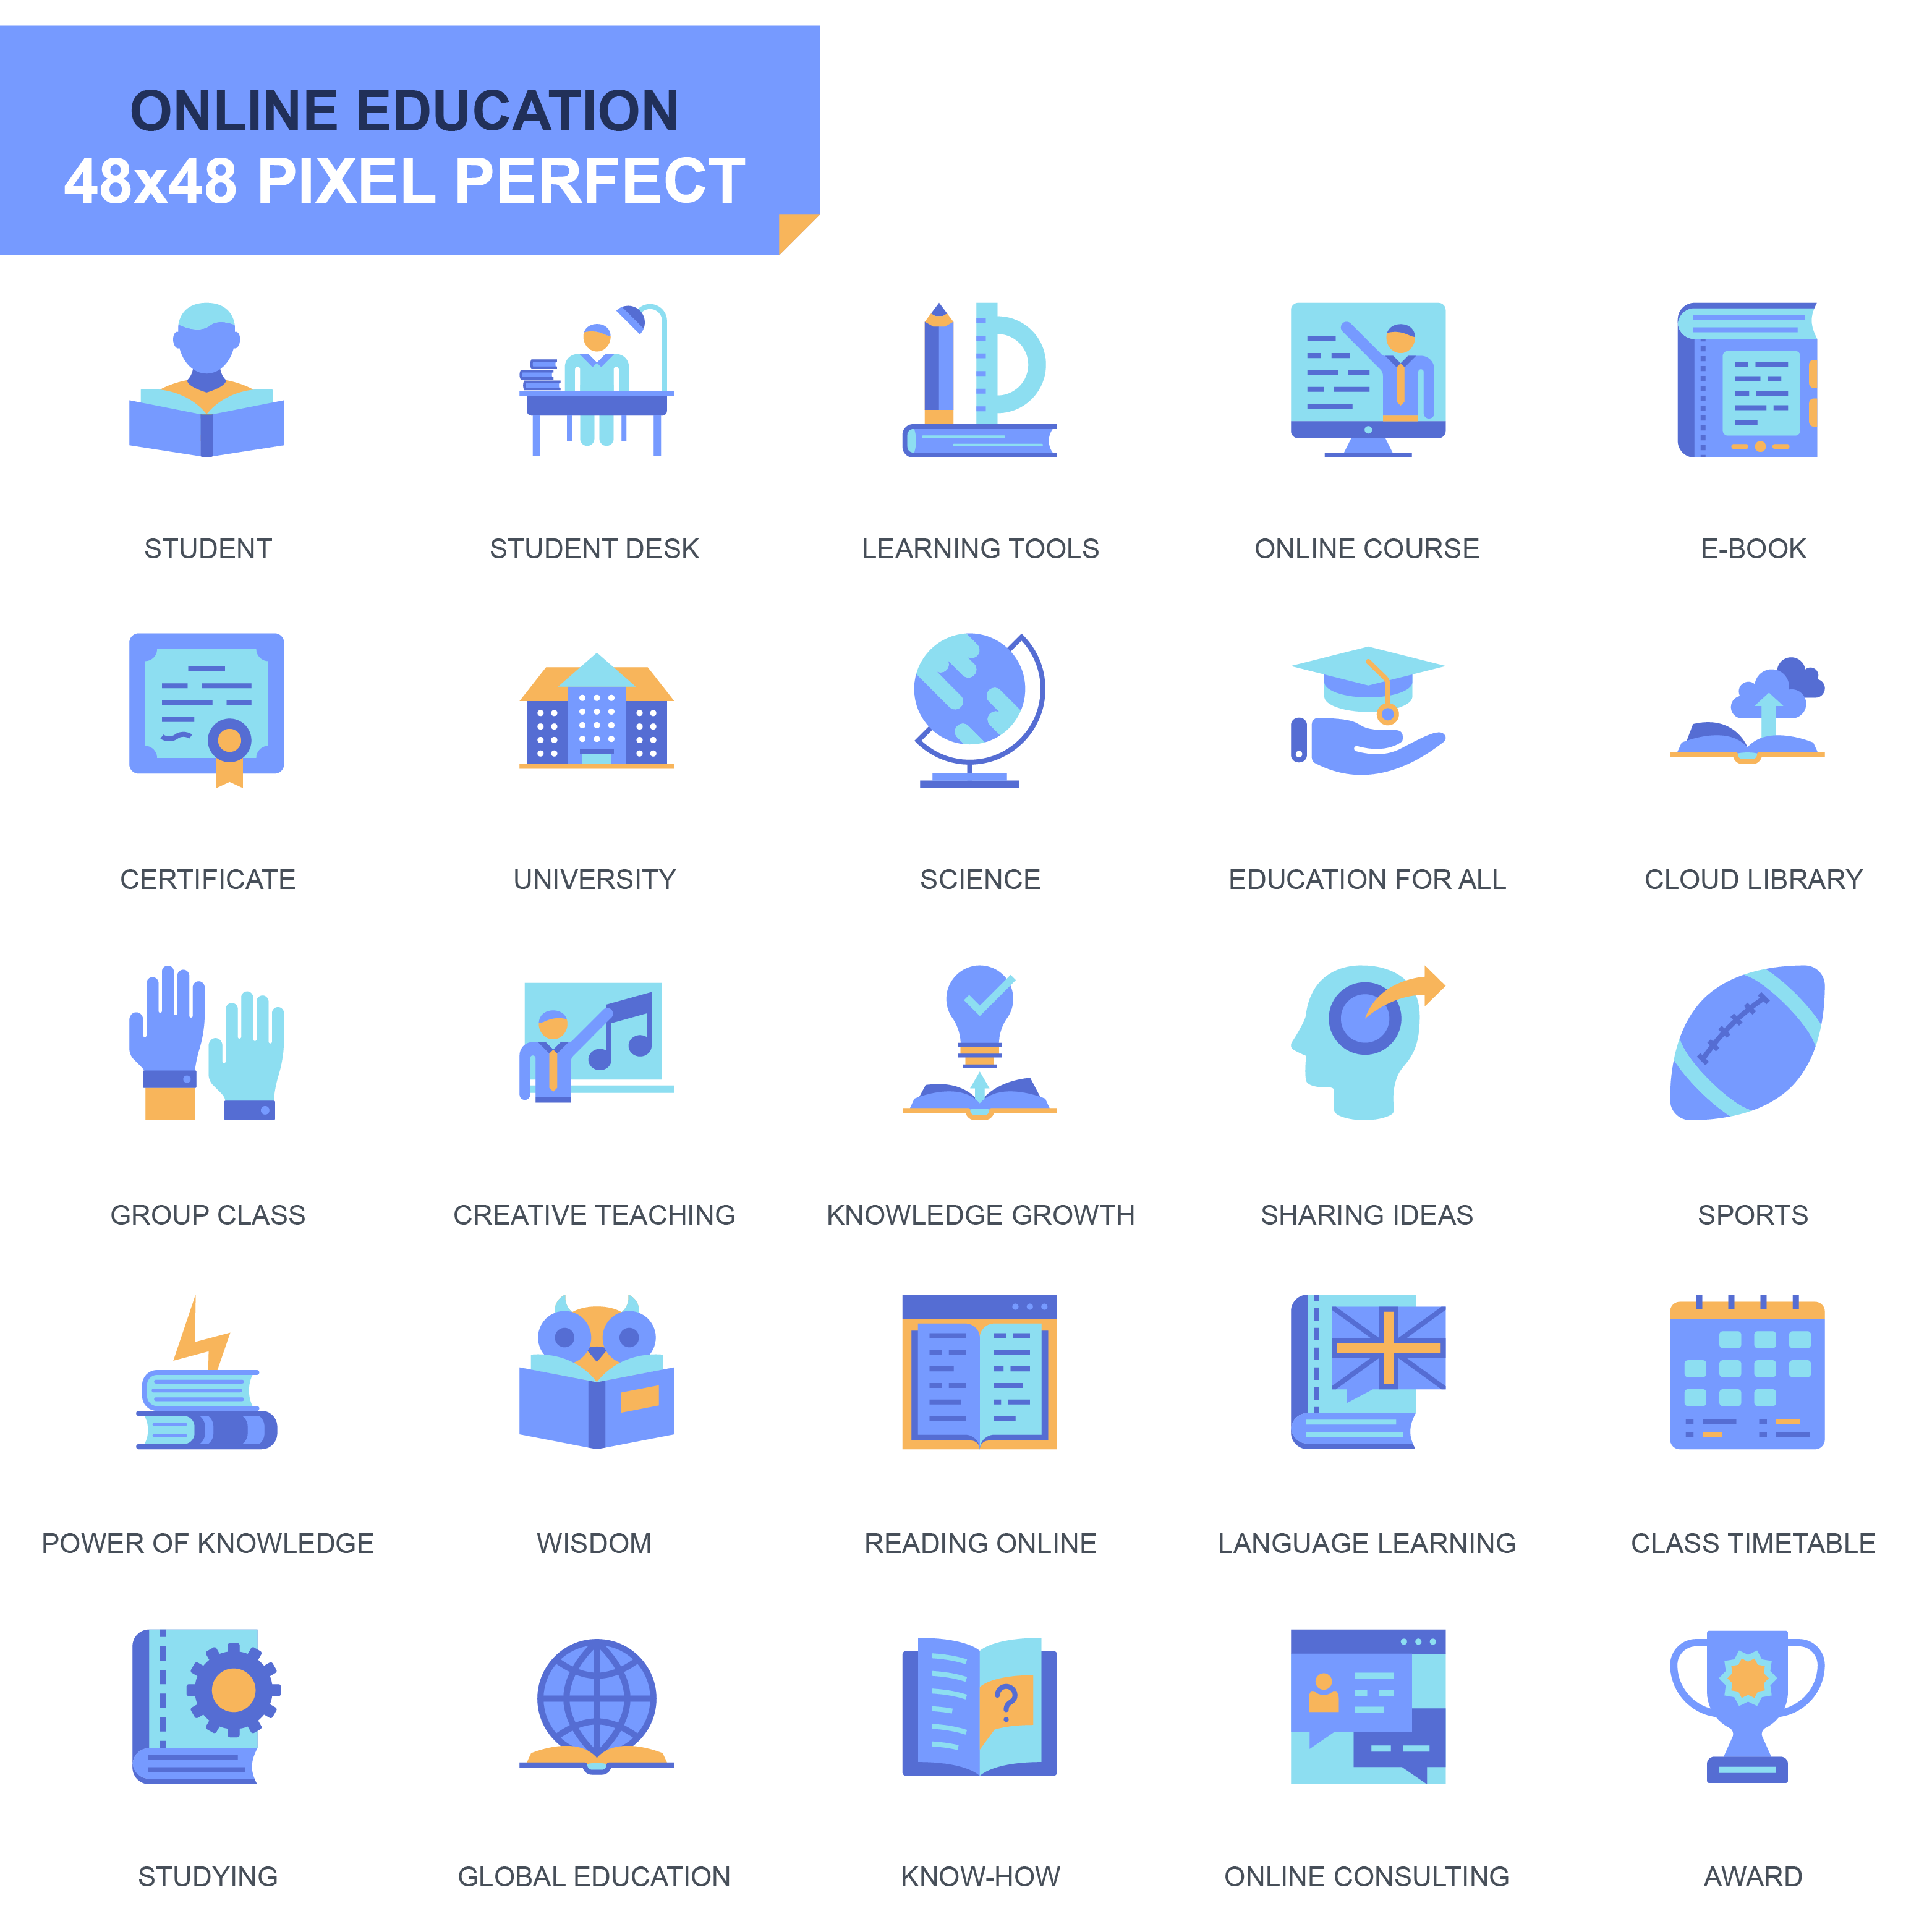 ONLINE EDUCATION
48x48 PIXEL PERFECT
STUDENT
STUDENT DESK
LEARNING TOOLS
ONLINE COURSE
E-BOOK
CERTIFICATE
UNIVERSITY
SCIENCE
EDUCATION FOR ALL
CLOUD LIBRARY
GROUP CLASS
CREATIVE TEACHING
KNOWLEDGE GROWTH
SHARING IDEAS
SPORTS
POWER OF KNOWLEDGE
WISDOM
READING ONLINE
LANGUAGE LEARNING
CLASS TIMETABLE
?
STUDYING
GLOBAL EDUCATION
KNOW-HOW
ONLINE CONSULTING
AWARD